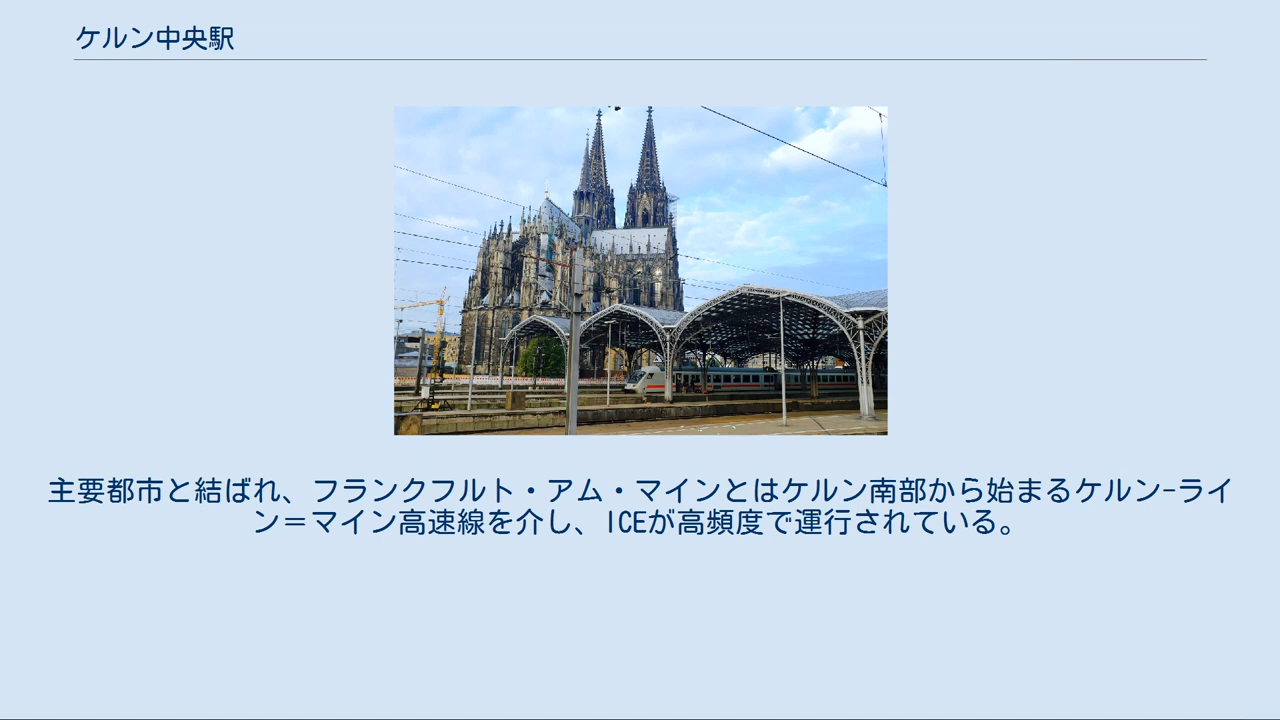 ケルン中央駅
主要都市と結ばれ、フランクフルト・アム・マインとはケルン南部から始まるケルン-ライ
ン＝マイン高速線を介し、ICEが高頻度で運行されている。